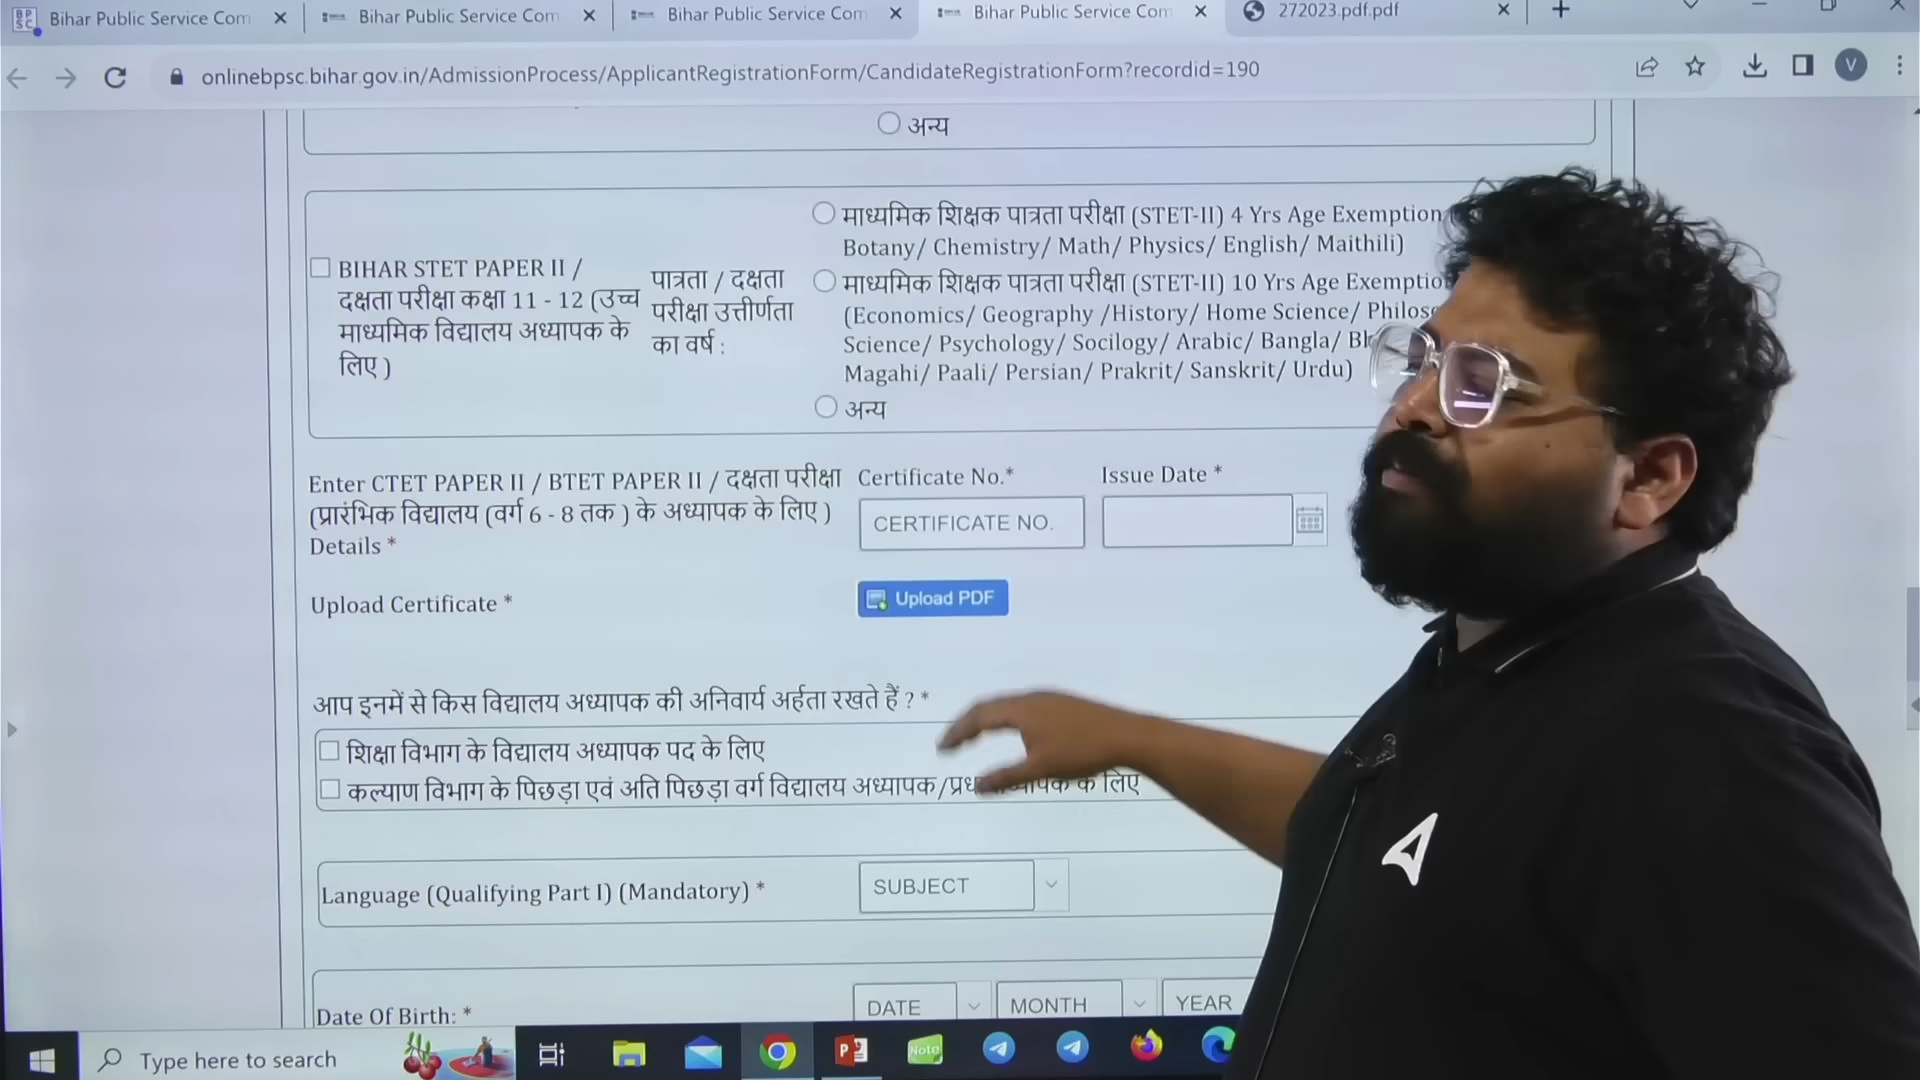 Bihar Public Service Com
Bihar Public Service Com
Bihar Public Service Com
Bihar Public Service Com
272023.pdf.pdf
onlinebpsc.bihar.gov.in/AdmissionProcess/ApplicantRegistrationForm/CandidateRegistrationForm?recordid=190
V
अन्य
BIHAR STET PAPER II /
दक्षता परीक्षा कक्षा 11 - 12 (उच्च
माध्यमिक विद्यालय अध्यापक के
लिए )
पात्रता / दक्षता
परीक्षा उत्तीर्णता
का वर्ष :
माध्यमिक शिक्षक पात्रता परीक्षा (STET-II) 4 Yrs Age Exemption
Botany/ Chemistry/ Math/ Physics/ English/ Maithili)
माध्यमिक शिक्षक पात्रता परीक्षा (STET-II) 10 Yrs Age Exemptio
(Economics/ Geography /History/ Home Science/ Philos
Science/ Psychology/ Socilogy/ Arabic/ Bangla/
Magahi/ Paali/ Persian/ Prakrit/ Sanskrit/ Urdu)
अन्य
Enter CTET PAPER II / BTET PAPER II / दक्षता परीक्षा
(प्रारंभिक विद्यालय (वर्ग 6 - 8 तक ) के अध्यापक के लिए )
Details *
Certificate No.*
Issue Date *
CERTIFICATE NO.
Upload Certificate *
Upload PDF
आप इनमें से किस विद्यालय अध्यापक की अनिवार्य अर्हता रखते हैं ? *
शिक्षा विभाग के विद्यालय अध्यापक पद के लिए
कल्याण विभाग के पिछड़ा एवं अति पिछड़ा वर्ग विद्यालय अध्यापक/ के लिए
Language (Qualifying Part I) (Mandatory) *
SUBJECT
Date Of Birth: *
DATE
MONTH
YEAR
Type here to search
Note